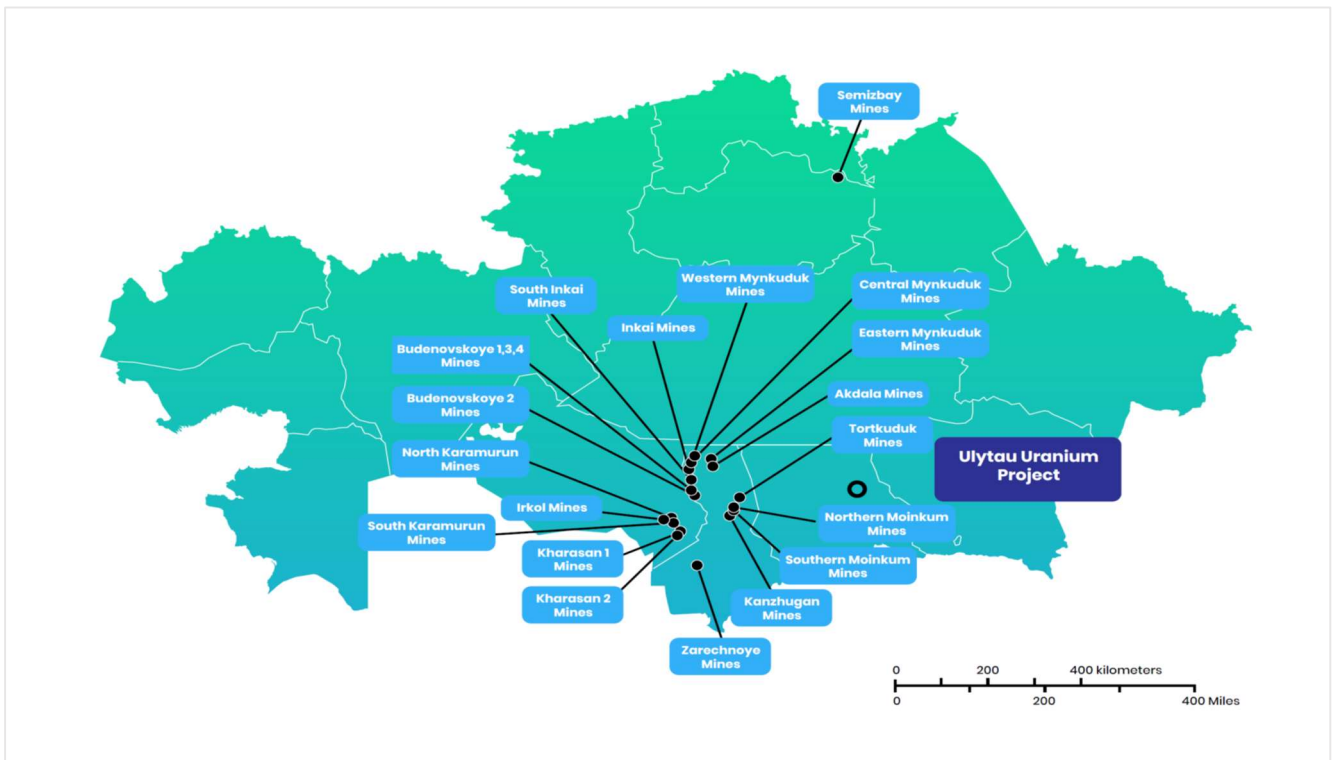 Semizbay
Mines
Western Mynkuduk
Mines
Central Mynkuduk
Mines
South Inkai
Mines
Inkai Mines
Eastern Mynkuduk
Mines
Budenovskoye 1,3,4
Mines
Akdala Mines
Budenovskoye 2
Mines
Tortkuduk
Mines
Ulytau Uranium
Project
North Karamurun
Mines
Irkol Mines
Northern Moinkum
Mines
South Karamurun
Mines
Kharasan 1
Mines
Southern Moinkum
Mines
Kharasan 2
Mines
Kanzhugan
Mines
Zarechnoye
Mines
0 200 400 kilometers
0 200 400 Miles